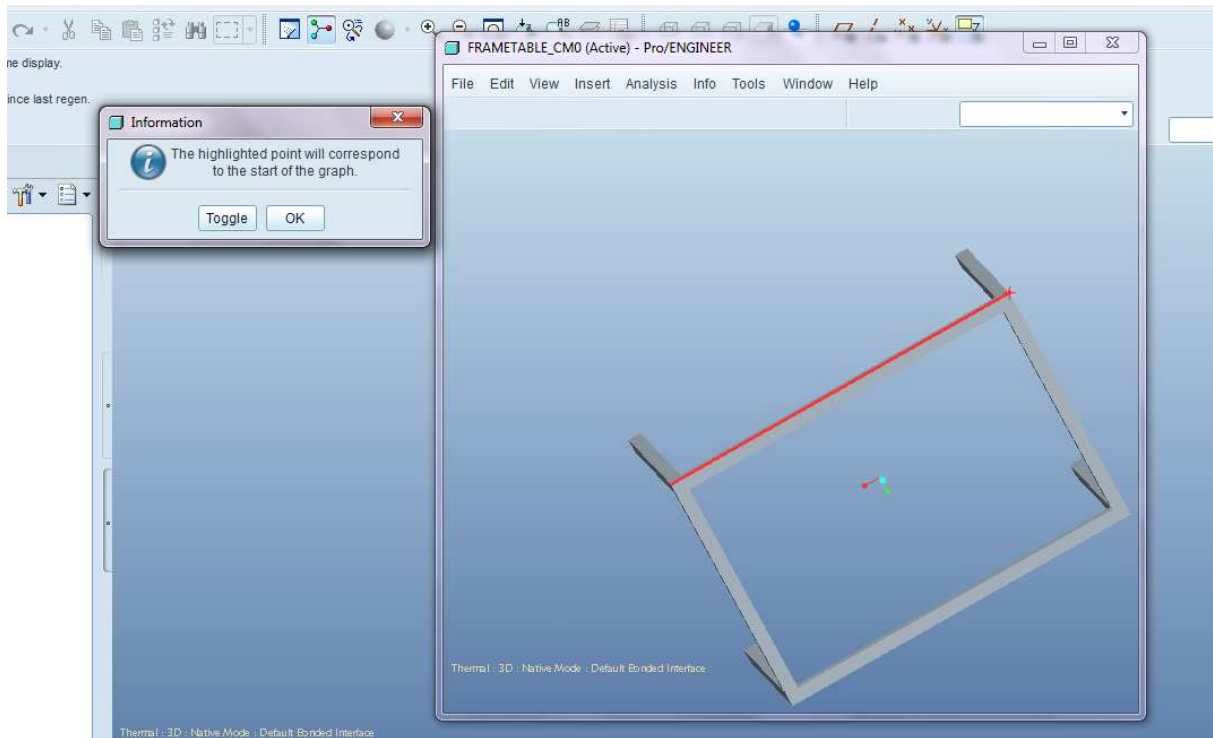 FRAMETABLE_CM0 (Active) - Pro/ENGINEER
me display.
File Edit View Insert Analysis Info Tools Window Help
ince last regen.
Information
The highlighted point will correspond
to the start of the graph.
Toggle OK
Thermal : 3D : Native Mode : Default Bonded Interface
Thermal : 3D : Native Mode : Default Bonded Interface